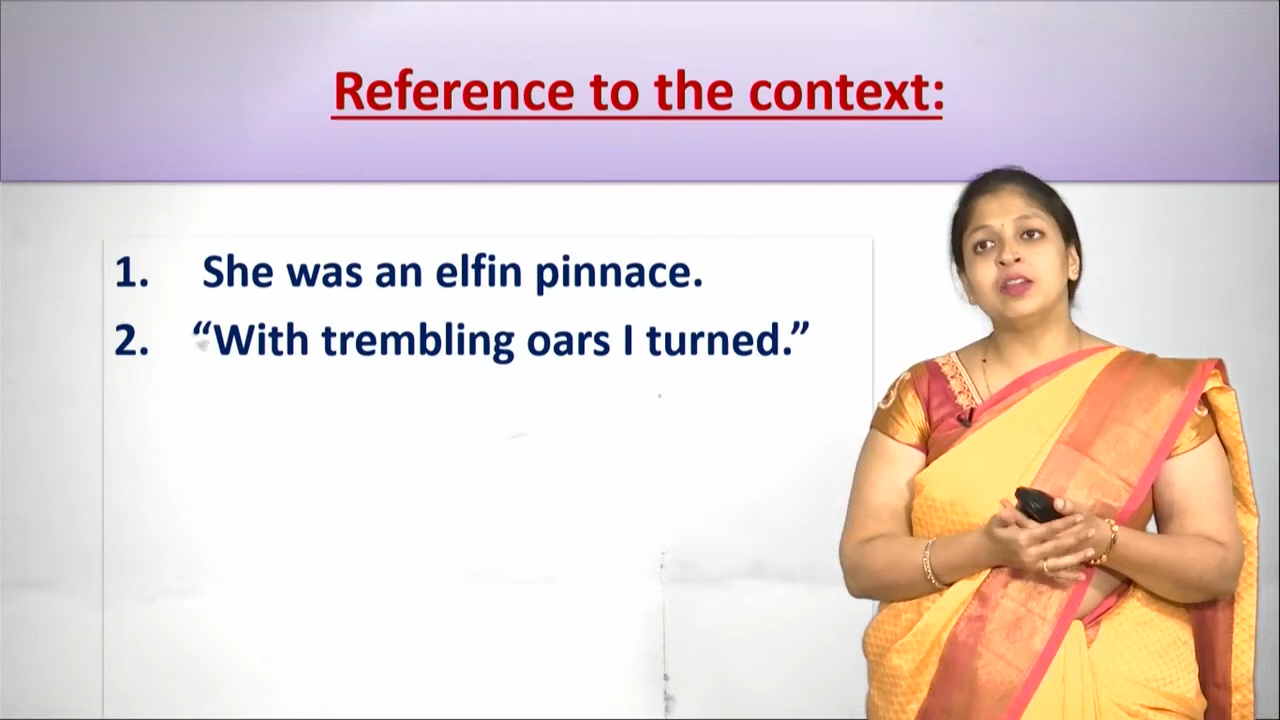 Reference to the context:
1. She was an elfin pinnace.
2. “With trembling oars I turned.”